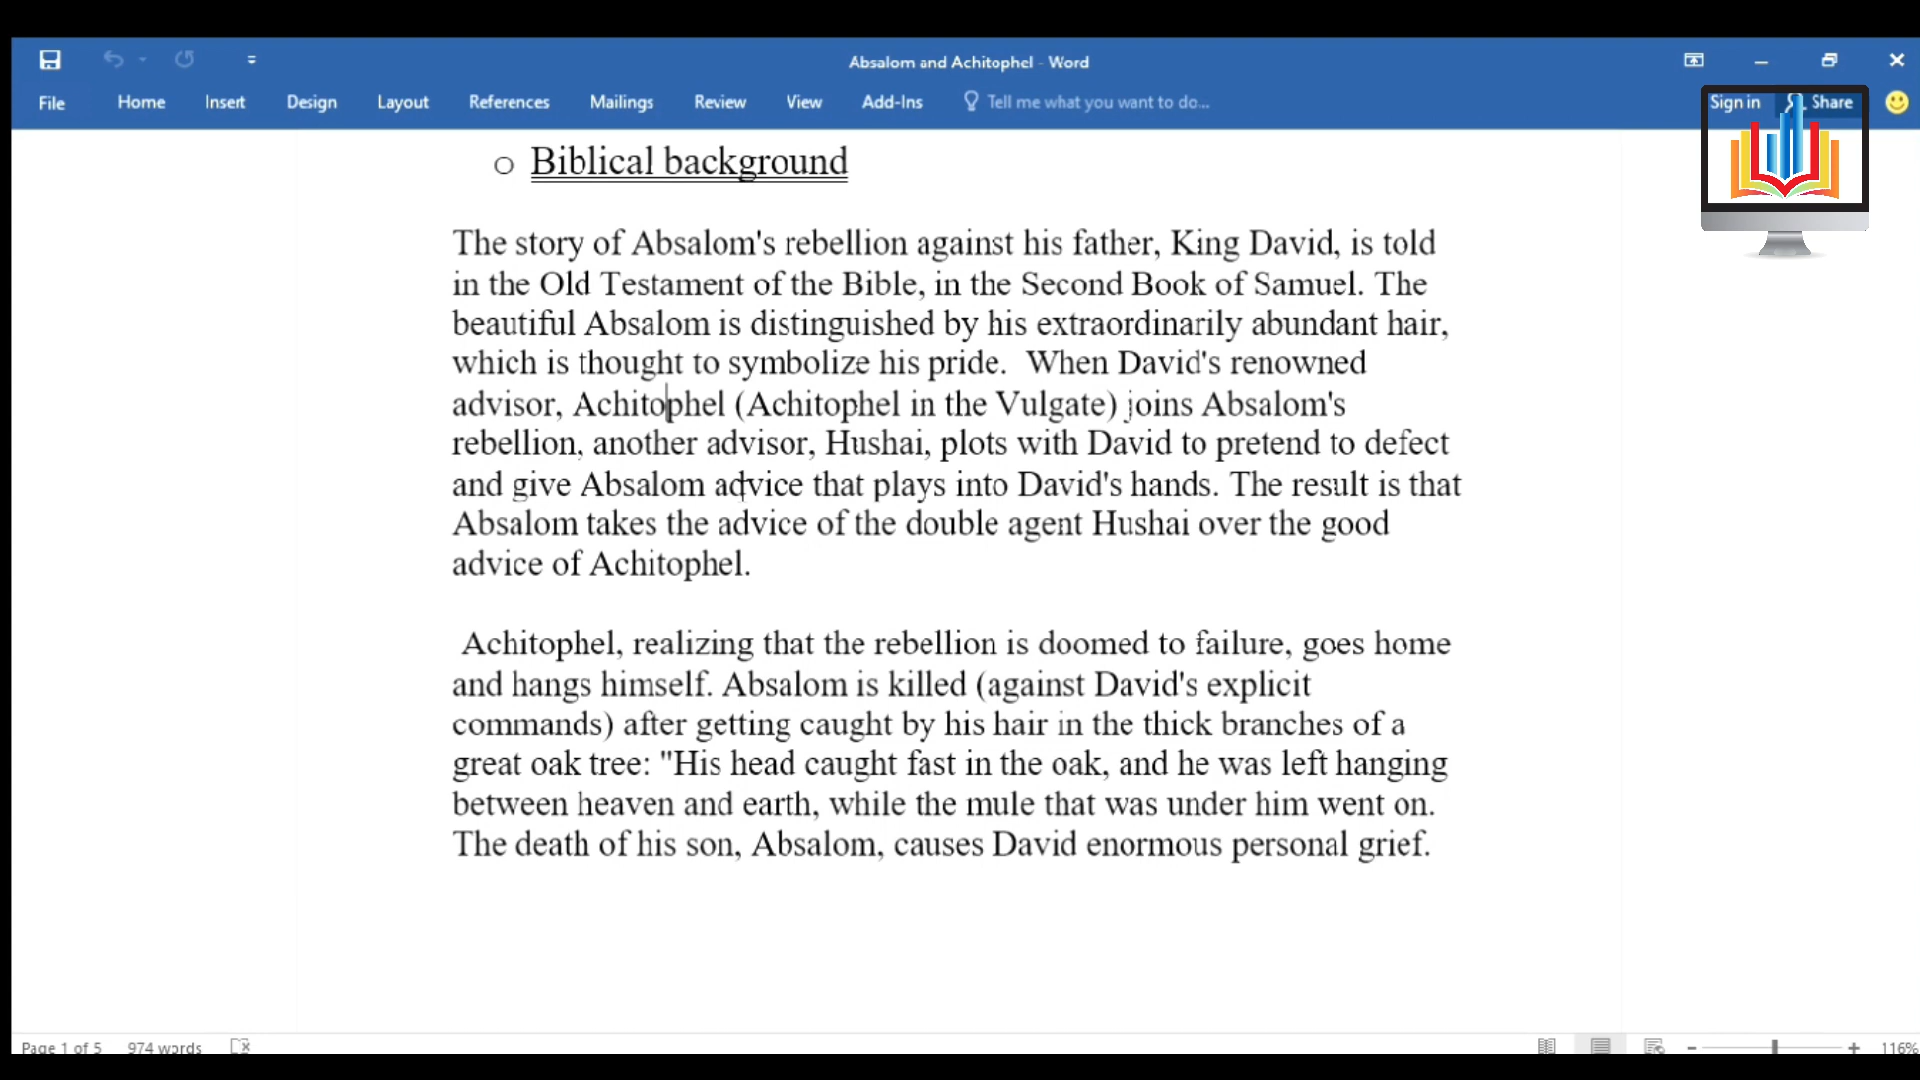 Absalom and Achitophel - Word
File Home Insert Design Layout References Mailings Review View Add-Ins Tell me what you want to do... Sign in Share
o Biblical background
The story of Absalom's rebellion against his father, King David, is told
in the Old Testament of the Bible, in the Second Book of Samuel. The
beautiful Absalom is distinguished by his extraordinarily abundant hair,
which is thought to symbolize his pride.  When David's renowned
advisor, Achitophel (Achitophel in the Vulgate) joins Absalom's
rebellion, another advisor, Hushai, plots with David to pretend to defect
and give Absalom advice that plays into David's hands. The result is that
Absalom takes the advice of the double agent Hushai over the good
advice of Achitophel.
Achitophel, realizing that the rebellion is doomed to failure, goes home
and hangs himself. Absalom is killed (against David's explicit
commands) after getting caught by his hair in the thick branches of a
great oak tree: "His head caught fast in the oak, and he was left hanging
between heaven and earth, while the mule that was under him went on.
The death of his son, Absalom, causes David enormous personal grief.
Page 1 of 5 974 words 116%